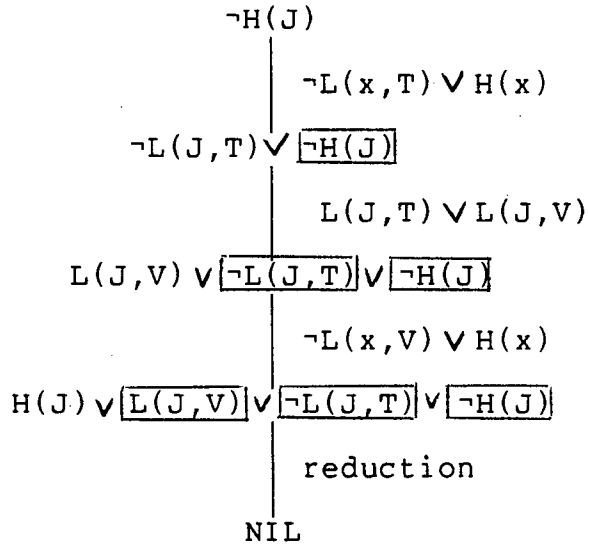 ¬H(J)
¬L(x,T) ∨ H(x)
¬L(J,T) ∨ ¬H(J)
L(J,T) ∨ L(J,V)
L(J,V) ∨ ¬L(J,T) ∨ ¬H(J)
¬L(x,V) ∨ H(x)
H(J) ∨ L(J,V) ∨ ¬L(J,T) ∨ ¬H(J)
reduction
NIL